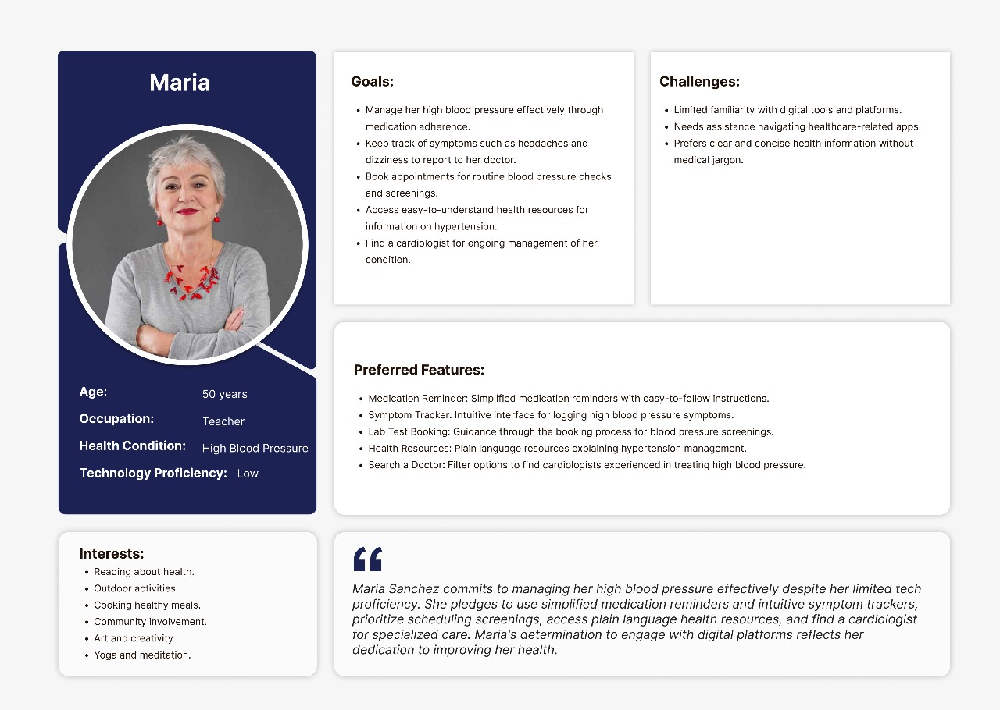 Maria
Age: 50 years
Occupation: Teacher
Health Condition: High Blood Pressure
Technology Proficiency: Low
Goals:
• Manage her high blood pressure effectively through
medication adherence.
• Keep track of symptoms such as headaches and
dizziness to report to her doctor.
• Book appointments for routine blood pressure checks
and screenings.
• Access easy-to-understand health resources for
information on hypertension.
• Find a cardiologist for ongoing management of her
condition.
Challenges:
• Limited familiarity with digital tools and platforms.
• Needs assistance navigating healthcare-related apps.
• Prefers clear and concise health information without
medical jargon.
Preferred Features:
• Medication Reminder: Simplified medication reminders with easy-to-follow instructions.
• Symptom Tracker: Intuitive interface for logging high blood pressure symptoms.
• Lab Test Booking: Guidance through the booking process for blood pressure screenings.
• Health Resources: Plain language resources explaining hypertension management.
• Search a Doctor: Filter options to find cardiologists experienced in treating high blood pressure.
Interests:
• Reading about health.
• Outdoor activities.
• Cooking healthy meals.
• Community involvement.
• Art and creativity.
• Yoga and meditation.
“
Maria Sanchez commits to managing her high blood pressure effectively despite her limited tech
proficiency. She pledges to use simplified medication reminders and intuitive symptom trackers,
prioritize scheduling screenings, access plain language health resources, and find a cardiologist
for specialized care. Maria's determination to engage with digital platforms reflects her
dedication to improving her health.